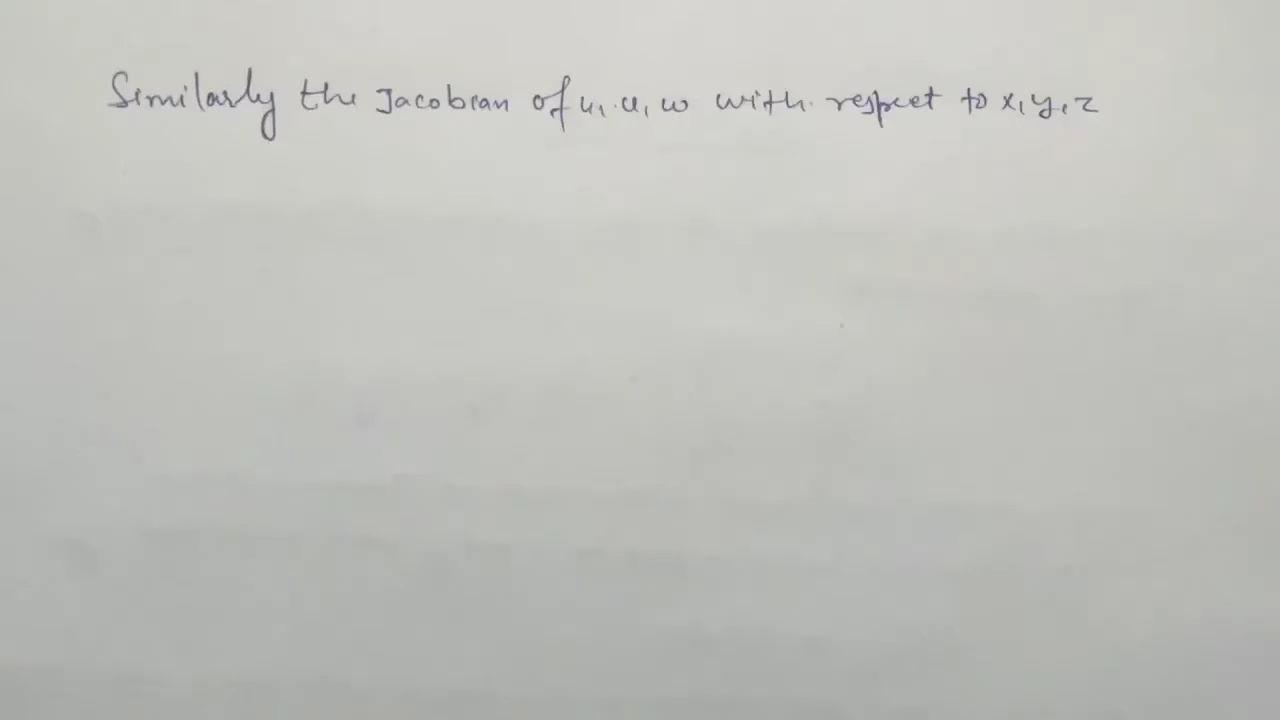 Similarly the Jacobian of u, u, w with respect to x, y, z